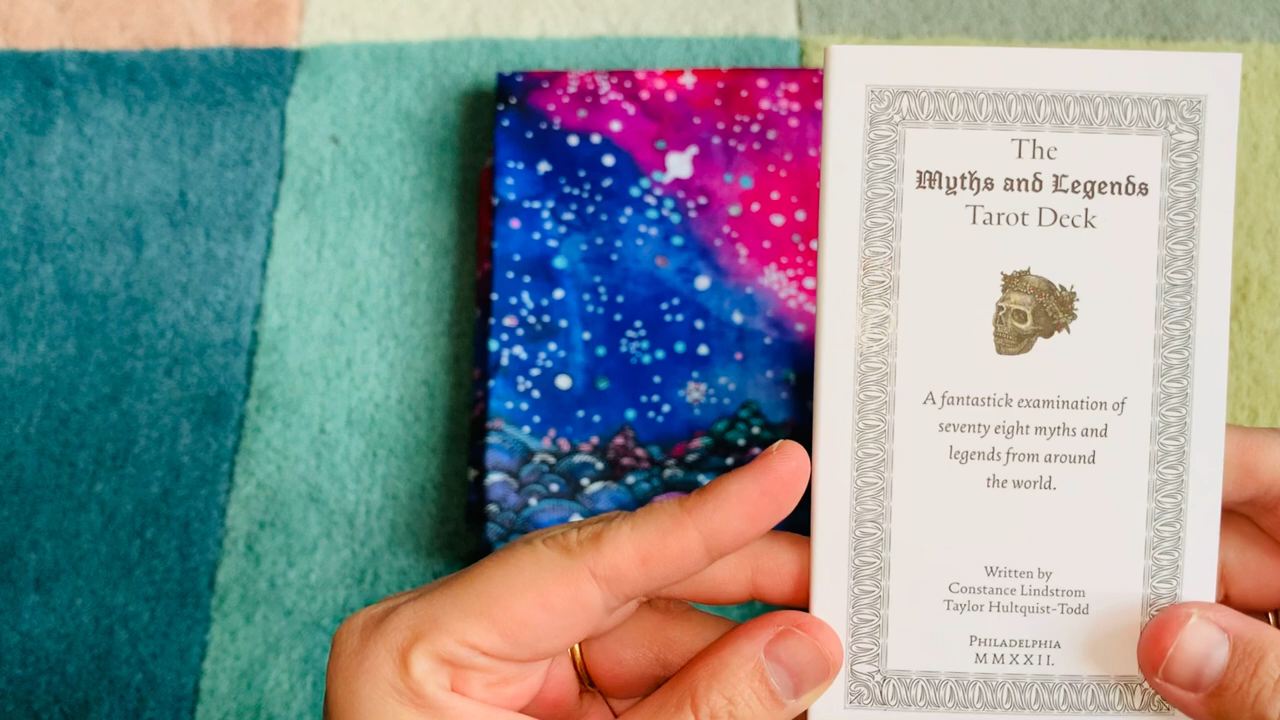 The
Myths and Legends
Tarot Deck
A fantastick examination of
seventy eight myths and
legends from around
the world.
Written by
Constance Lindstrom
Taylor Hultquist-Todd
PHILADELPHIA
MMXXII.